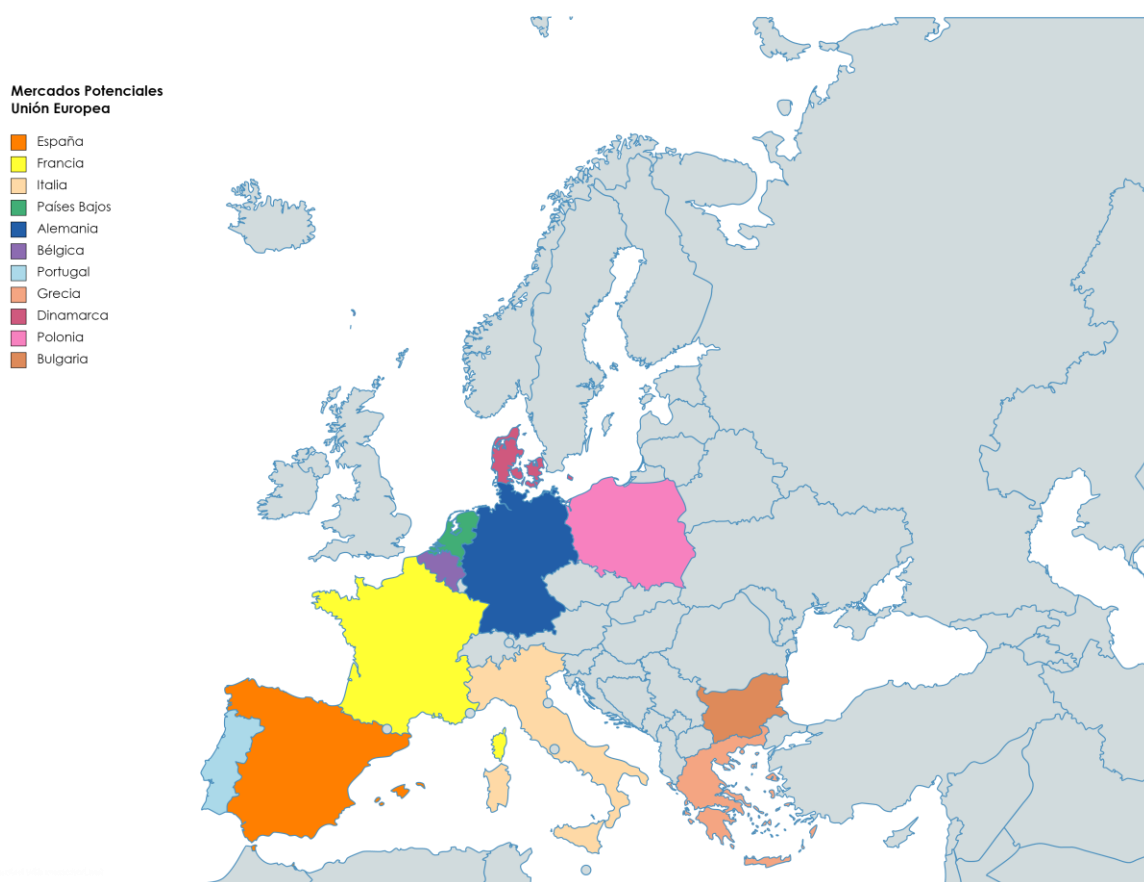 Mercados Potenciales
Unión Europea
España
Francia
Italia
Países Bajos
Alemania
Bélgica
Portugal
Grecia
Dinamarca
Polonia
Bulgaria